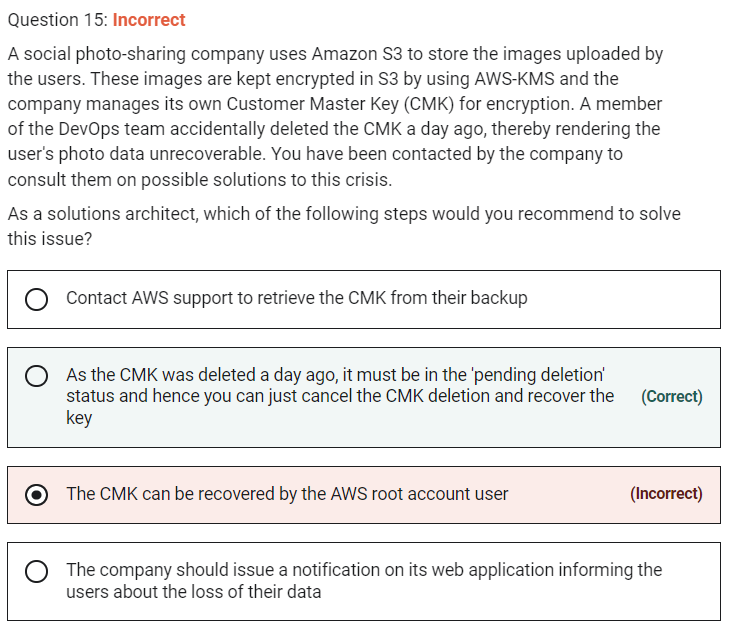 Question 15: Incorrect
A social photo-sharing company uses Amazon S3 to store the images uploaded by
the users. These images are kept encrypted in S3 by using AWS-KMS and the
company manages its own Customer Master Key (CMK) for encryption. A member
of the DevOps team accidentally deleted the CMK a day ago, thereby rendering the
user's photo data unrecoverable. You have been contacted by the company to
consult them on possible solutions to this crisis.
As a solutions architect, which of the following steps would you recommend to solve
this issue?
Contact AWS support to retrieve the CMK from their backup
As the CMK was deleted a day ago, it must be in the 'pending deletion'
status and hence you can just cancel the CMK deletion and recover the
key
(Correct)
The CMK can be recovered by the AWS root account user
(Incorrect)
The company should issue a notification on its web application informing the
users about the loss of their data